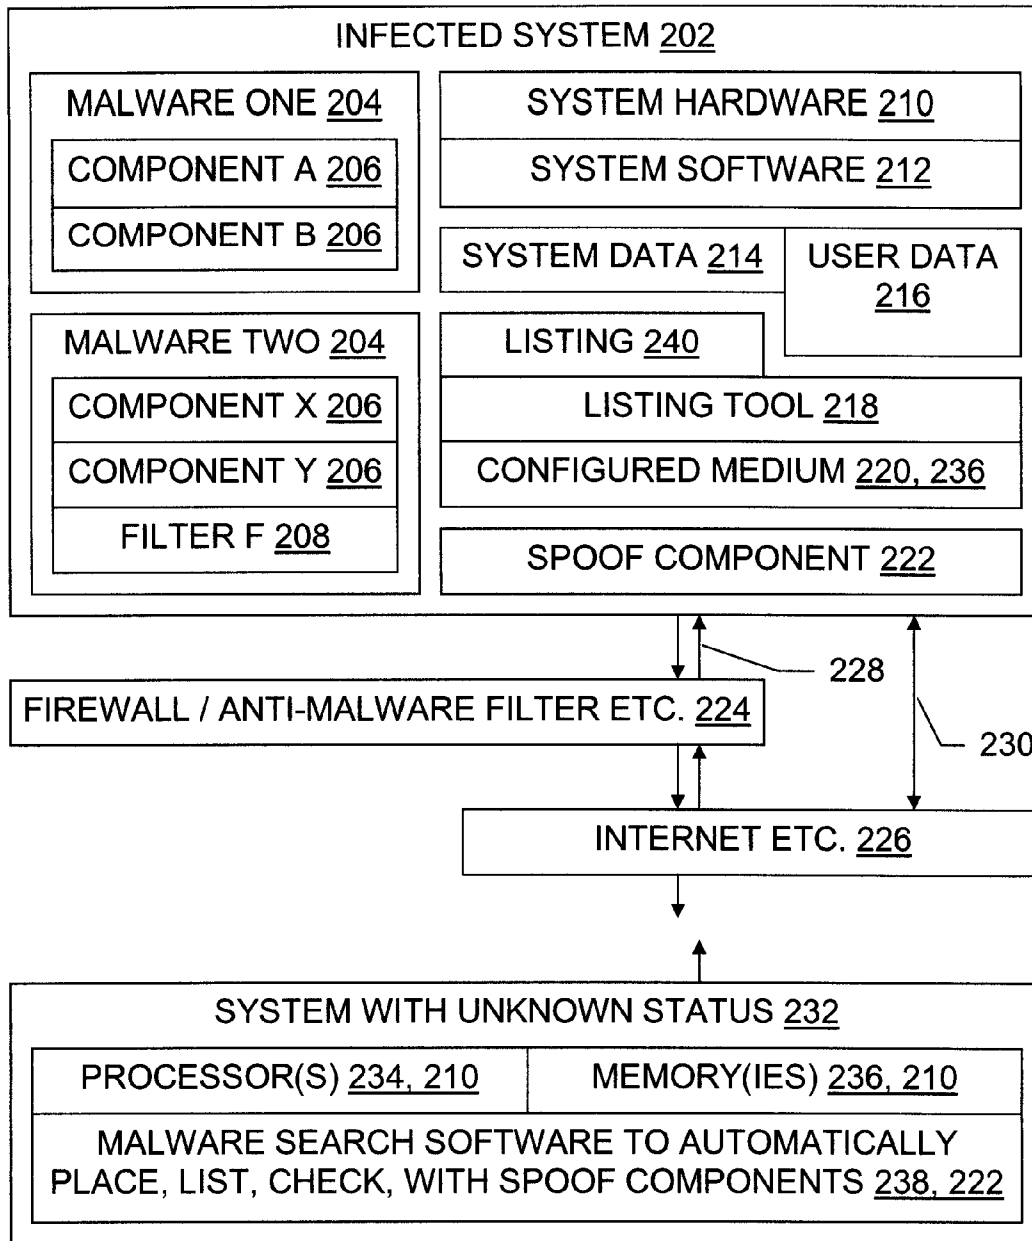 INFECTED SYSTEM 202
MALWARE ONE 204
COMPONENT A 206
COMPONENT B 206
MALWARE TWO 204
COMPONENT X 206
COMPONENT Y 206
FILTER F 208
SYSTEM HARDWARE 210
SYSTEM SOFTWARE 212
SYSTEM DATA 214
USER DATA
216
LISTING 240
LISTING TOOL 218
CONFIGURED MEDIUM 220, 236
SPOOF COMPONENT 222
228
FIREWALL / ANTI-MALWARE FILTER ETC. 224
230
INTERNET ETC. 226
SYSTEM WITH UNKNOWN STATUS 232
PROCESSOR(S) 234, 210
MEMORY(IES) 236, 210
MALWARE SEARCH SOFTWARE TO AUTOMATICALLY
PLACE, LIST, CHECK, WITH SPOOF COMPONENTS 238, 222